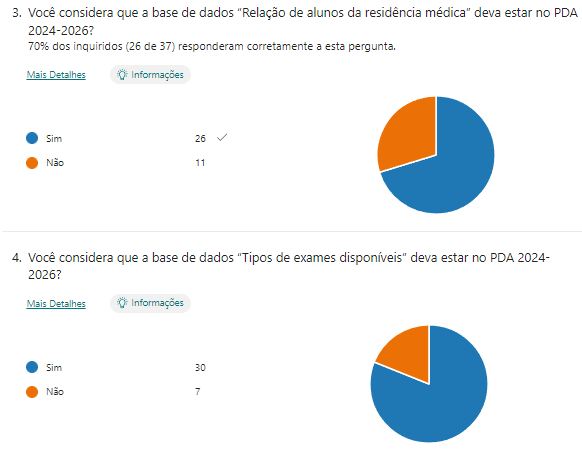 3. Você considera que a base de dados “Relação de alunos da residência médica” deva estar no PDA
2024-2026?
70% dos inquiridos (26 de 37) responderam corretamente a esta pergunta.
Mais Detalhes
Informações
Sim 26
Não 11
4. Você considera que a base de dados “Tipos de exames disponíveis” deva estar no PDA 2024-
2026?
Mais Detalhes
Informações
Sim 30
Não 7